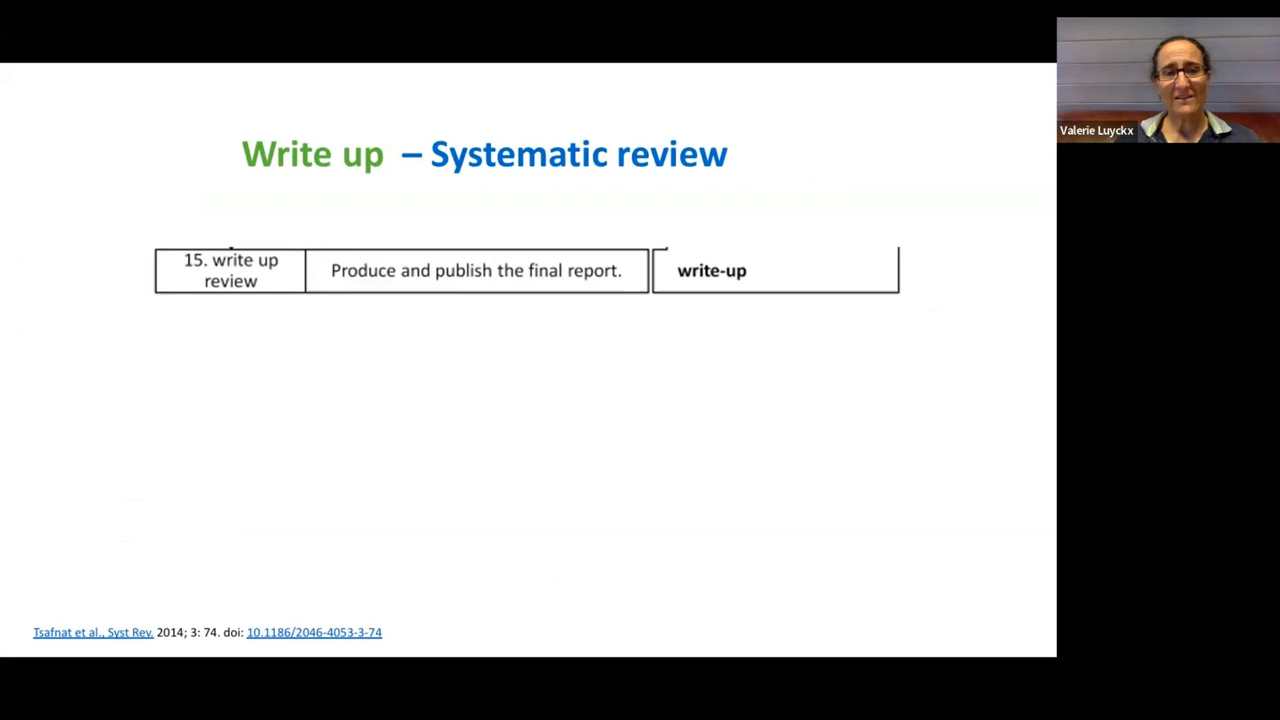 Write up – Systematic review
15. write up
review
Produce and publish the final report.
write-up
Tsafnat et al., Syst Rev. 2014; 3: 74. doi: 10.1186/2046-4053-3-74
Valerie Luyckx